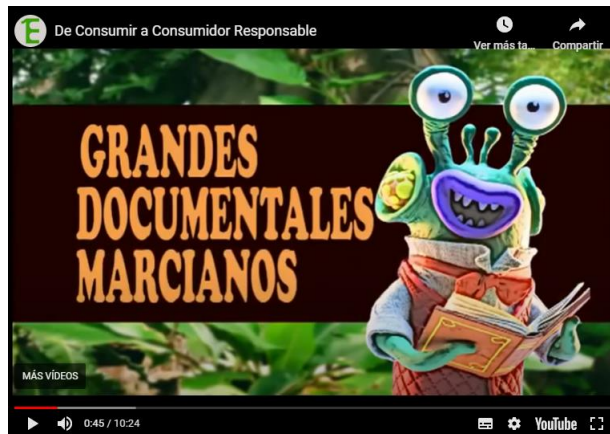 De Consumir a Consumidor Responsable
Ver más ta...
Compartir
GRANDES
DOCUMENTALES
MARCIANOS
MÁS VÍDEOS
0:45 / 10:24
YouTube